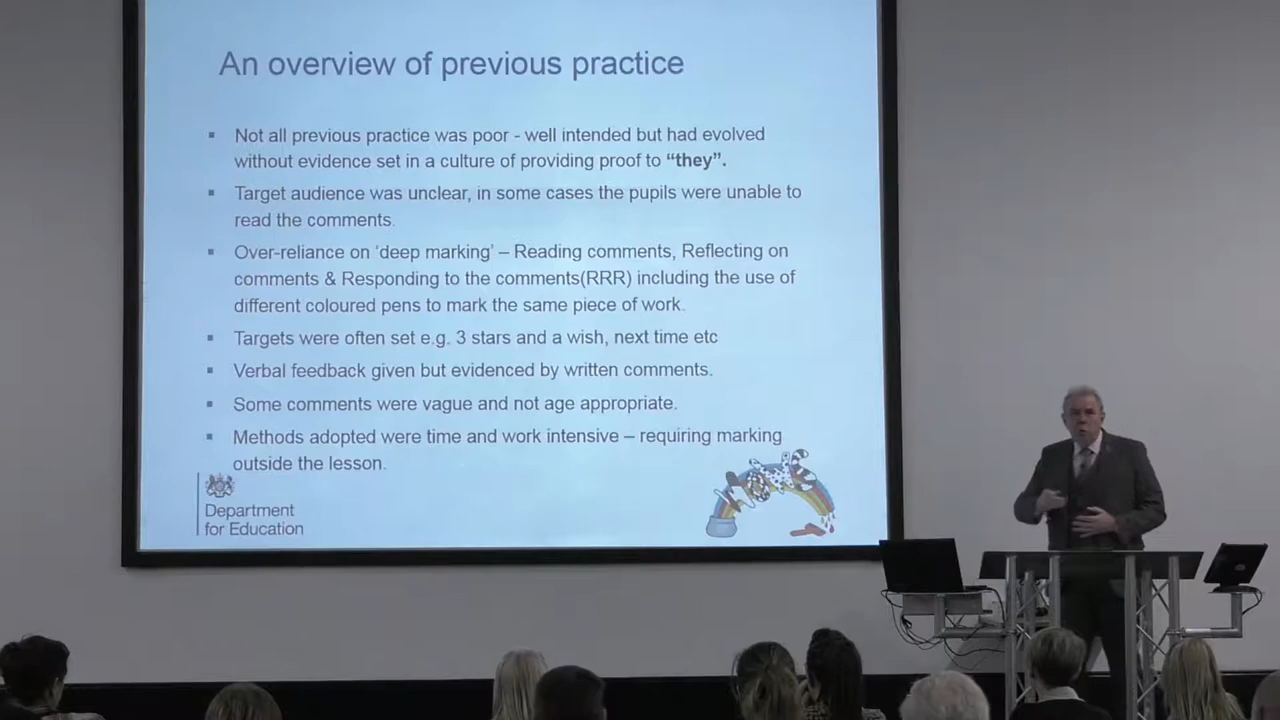 An overview of previous practice
Not all previous practice was poor - well intended but had evolved
without evidence set in a culture of providing proof to “they”.
Target audience was unclear, in some cases the pupils were unable to
read the comments.
Over-reliance on ‘deep marking’ – Reading comments, Reflecting on
comments & Responding to the comments(RRR) including the use of
different coloured pens to mark the same piece of work.
Targets were often set e.g. 3 stars and a wish, next time etc
Verbal feedback given but evidenced by written comments.
Some comments were vague and not age appropriate.
Methods adopted were time and work intensive – requiring marking
outside the lesson.
Department
for Education